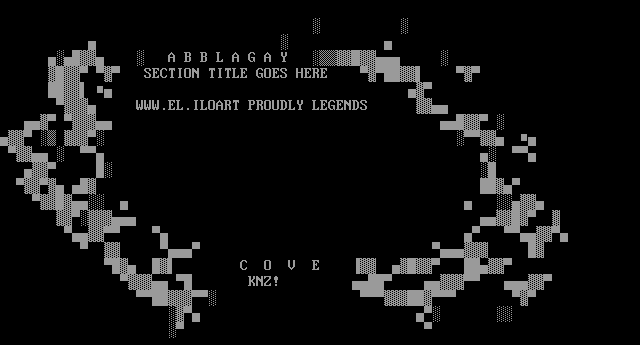 A B B L A G A Y
SECTION TITLE GOES HERE
WWW.EL.ILOART PROUDLY LEGENDS
C O V E
KNZ!